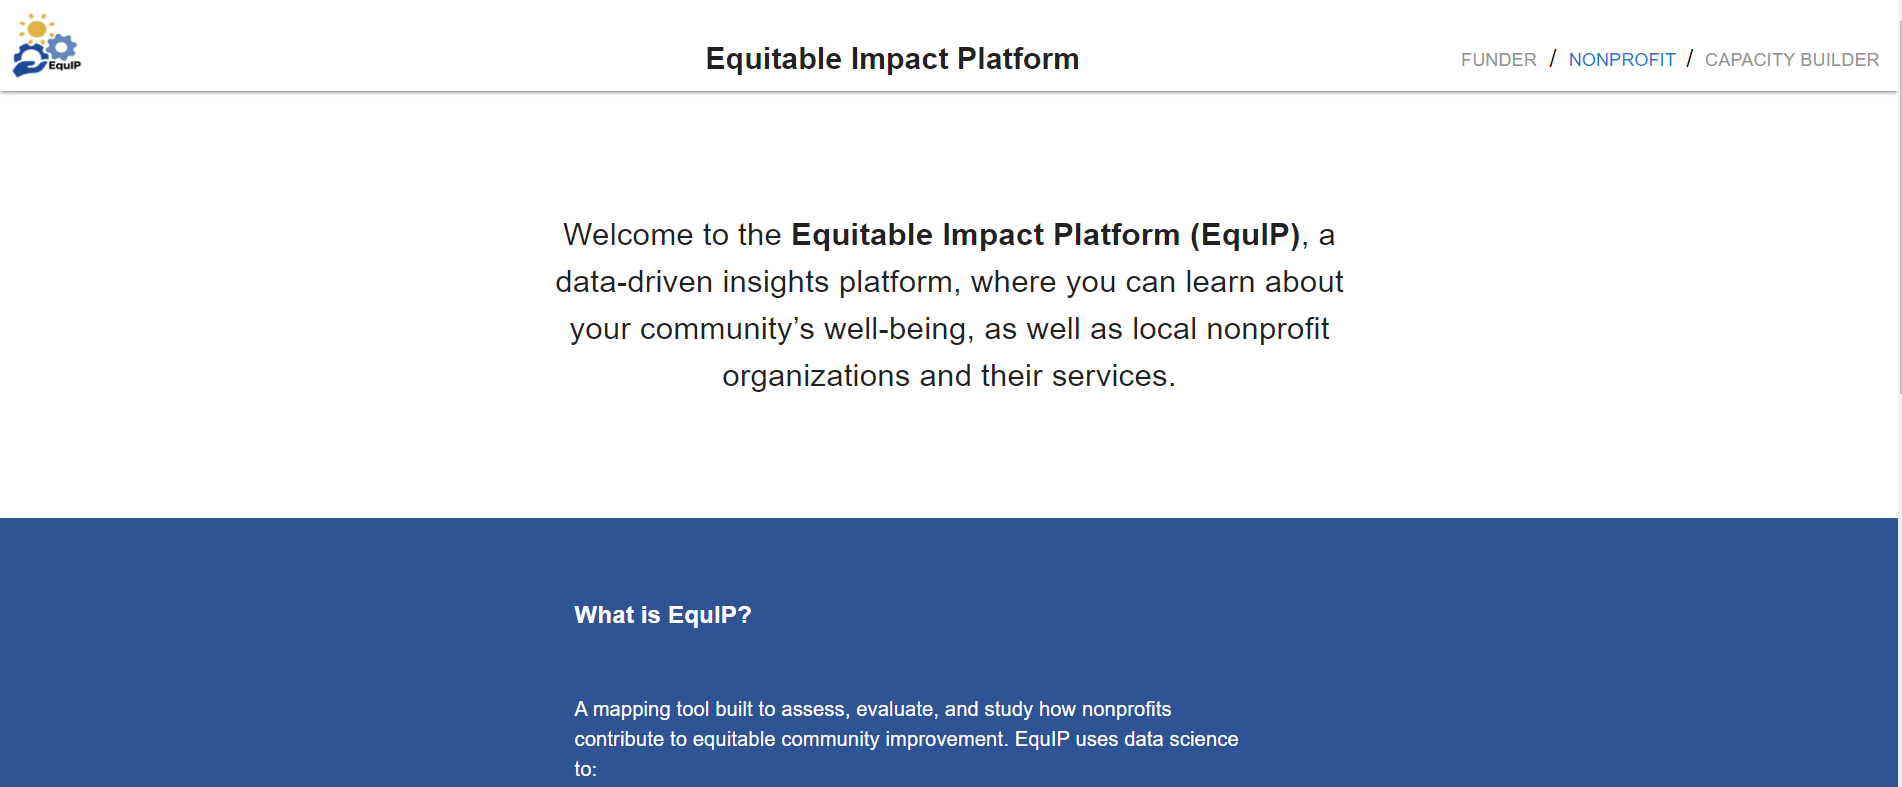 EquIP
Equitable Impact Platform
FUNDER / NONPROFIT / CAPACITY BUILDER
Welcome to the Equitable Impact Platform (EquIP), a
data-driven insights platform, where you can learn about
your community’s well-being, as well as local nonprofit
organizations and their services.
What is EquIP?
A mapping tool built to assess, evaluate, and study how nonprofits
contribute to equitable community improvement. EquIP uses data science
to: